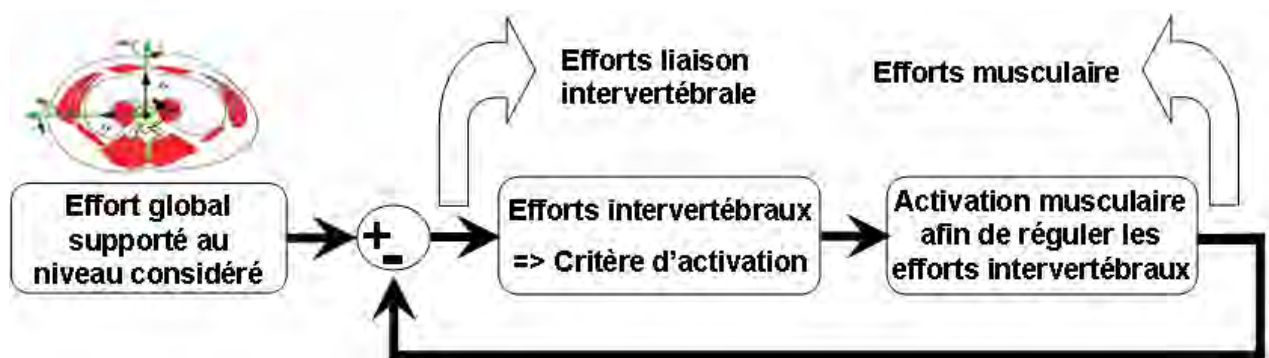 Efforts liaison
intervertébrale
Efforts musculaire
Effort global
supporté au
niveau considéré
+
-
Efforts intervertébraux
=> Critère d'activation
Activation musculaire
afin de réguler les
efforts intervertébraux